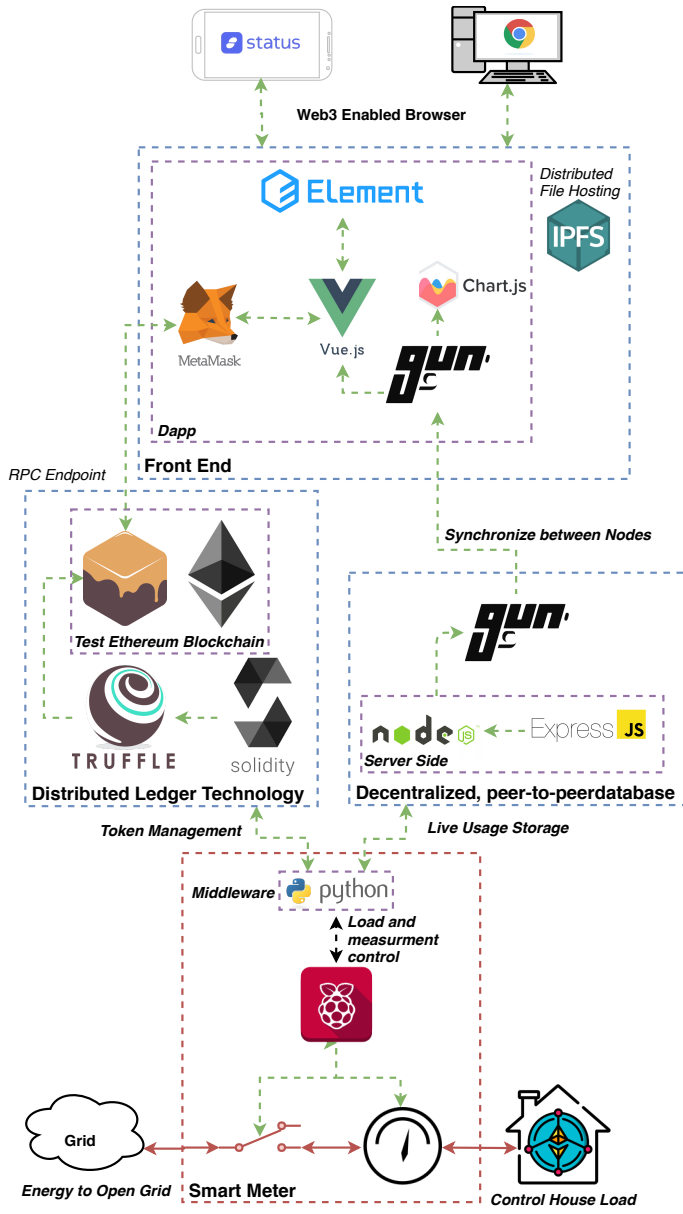 status
Web3 Enabled Browser
Distributed
File Hosting
Element
IPFS
Chart.js
MetaMask
Vue.js
gun
Dapp
Front End
RPC Endpoint
Synchronize between Nodes
Test Ethereum Blockchain
gun
TRUFFLE
solidity
node
JS
Express
JS
Server Side
Distributed Ledger Technology
Decentralized, peer-to-peerdatabase
Token Management
Live Usage Storage
Middleware
python
Load and
measurment
control
Grid
Energy to Open Grid
Smart Meter
Control House Load